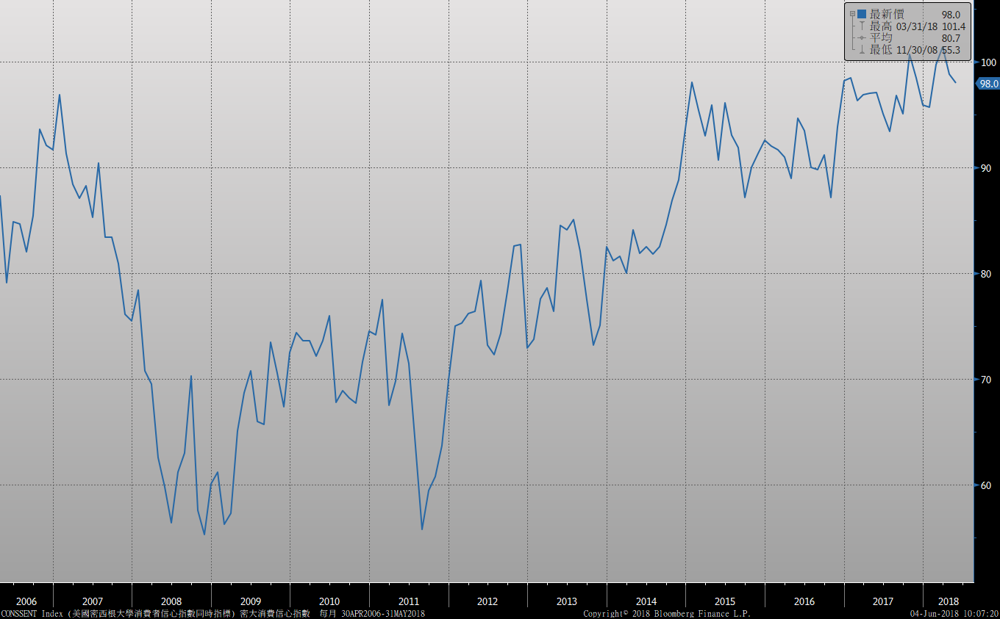 最新價 98.0
最高 03/31/18 101.4
平均 80.7
最低 11/30/08 55.3
100
98.0
90
80
70
60
2006 2007 2008 2009 2010 2011 2012 2013 2014 2015 2016 2017 2018
CONSSENT Index (美國密西根大學消費者信心指數同時指標) 密大消費信心指數 每月 30APR2006-31MAY2018 Copyright© 2018 Bloomberg Finance L.P. 04-Jun-2018 10:07:20